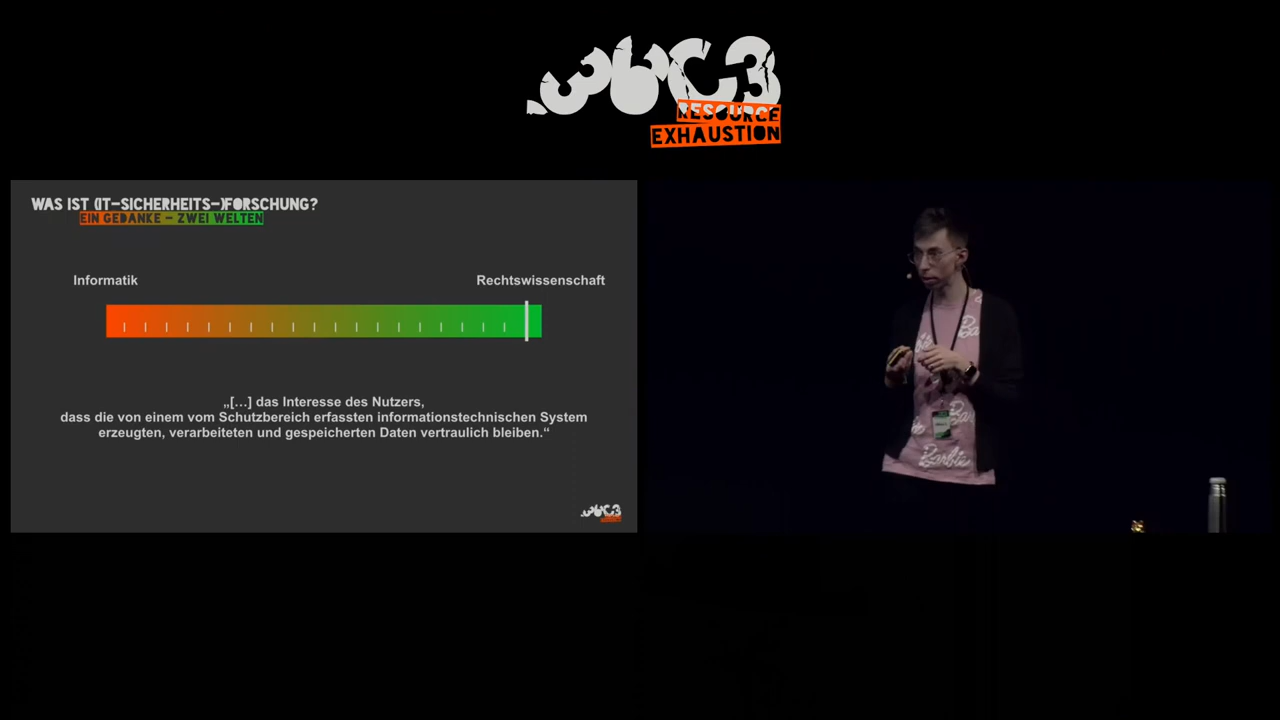 36C3
RESOURCE
EXHAUSTION
WAS IST (IT-SICHERHEITS-)FORSCHUNG?
EIN GEDANKE - ZWEI WELTEN
Informatik
Rechtswissenschaft
„[…] das Interesse des Nutzers,
dass die von einem vom Schutzbereich erfassten informationstechnischen System
erzeugten, verarbeiteten und gespeicherten Daten vertraulich bleiben.“
36C3
Barbie